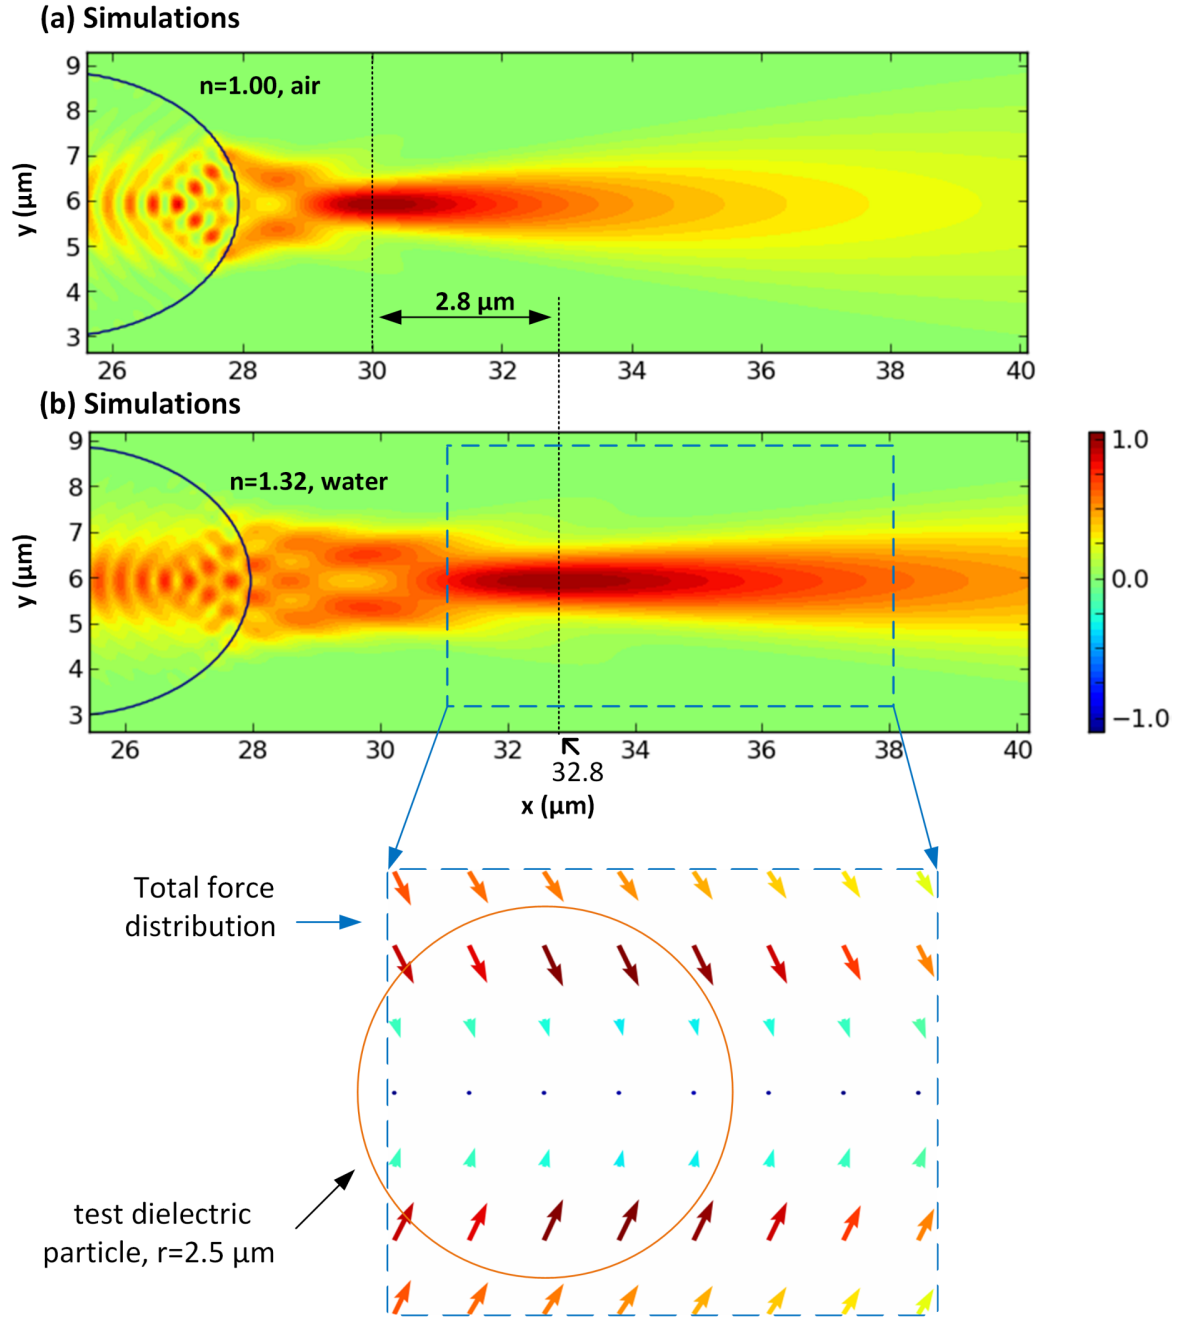 (a) Simulations
n=1.00, air
y (µm)
9
8
7
6
5
4
3
2.8 µm
26 28 30 32 34 36 38 40
(b) Simulations
n=1.32, water
y (µm)
9
8
7
6
5
4
3
1.0
0.0
−1.0
26 28 30 32 34 36 38 40
32.8
x (µm)
Total force
distribution
test dielectric
particle, r=2.5 µm